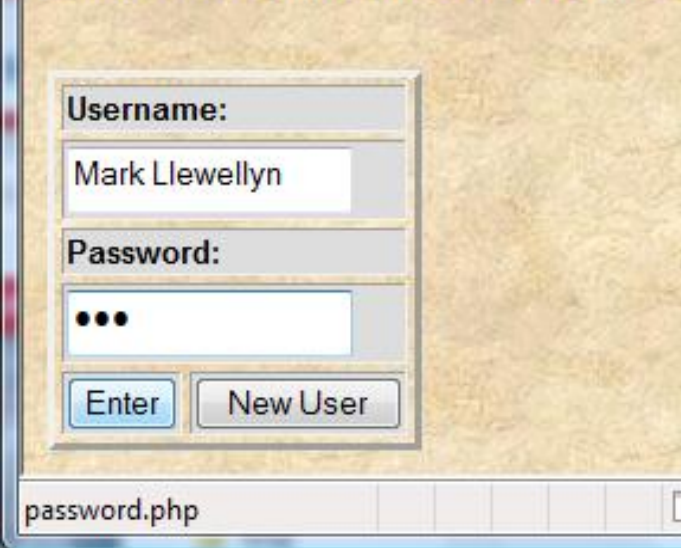 Username:
Mark Llewellyn
Password:
•••
Enter New User
password.php